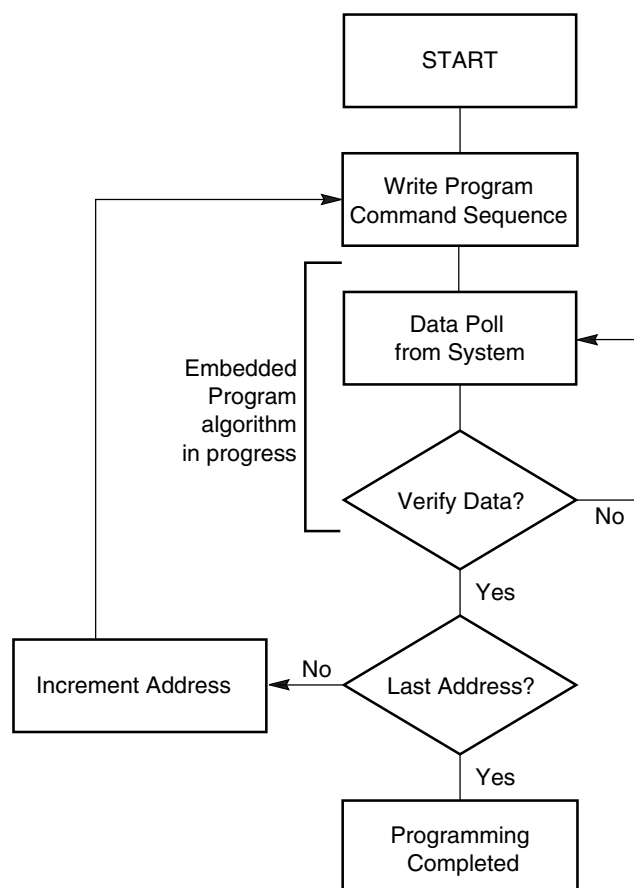 START
Write Program
Command Sequence
Data Poll
from System
Embedded
Program
algorithm
in progress
Verify Data?
No
Yes
Last Address?
No
Increment Address
Yes
Programming
Completed